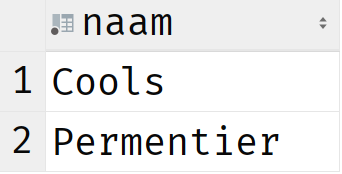 naam
1 Cools
2 Permentier